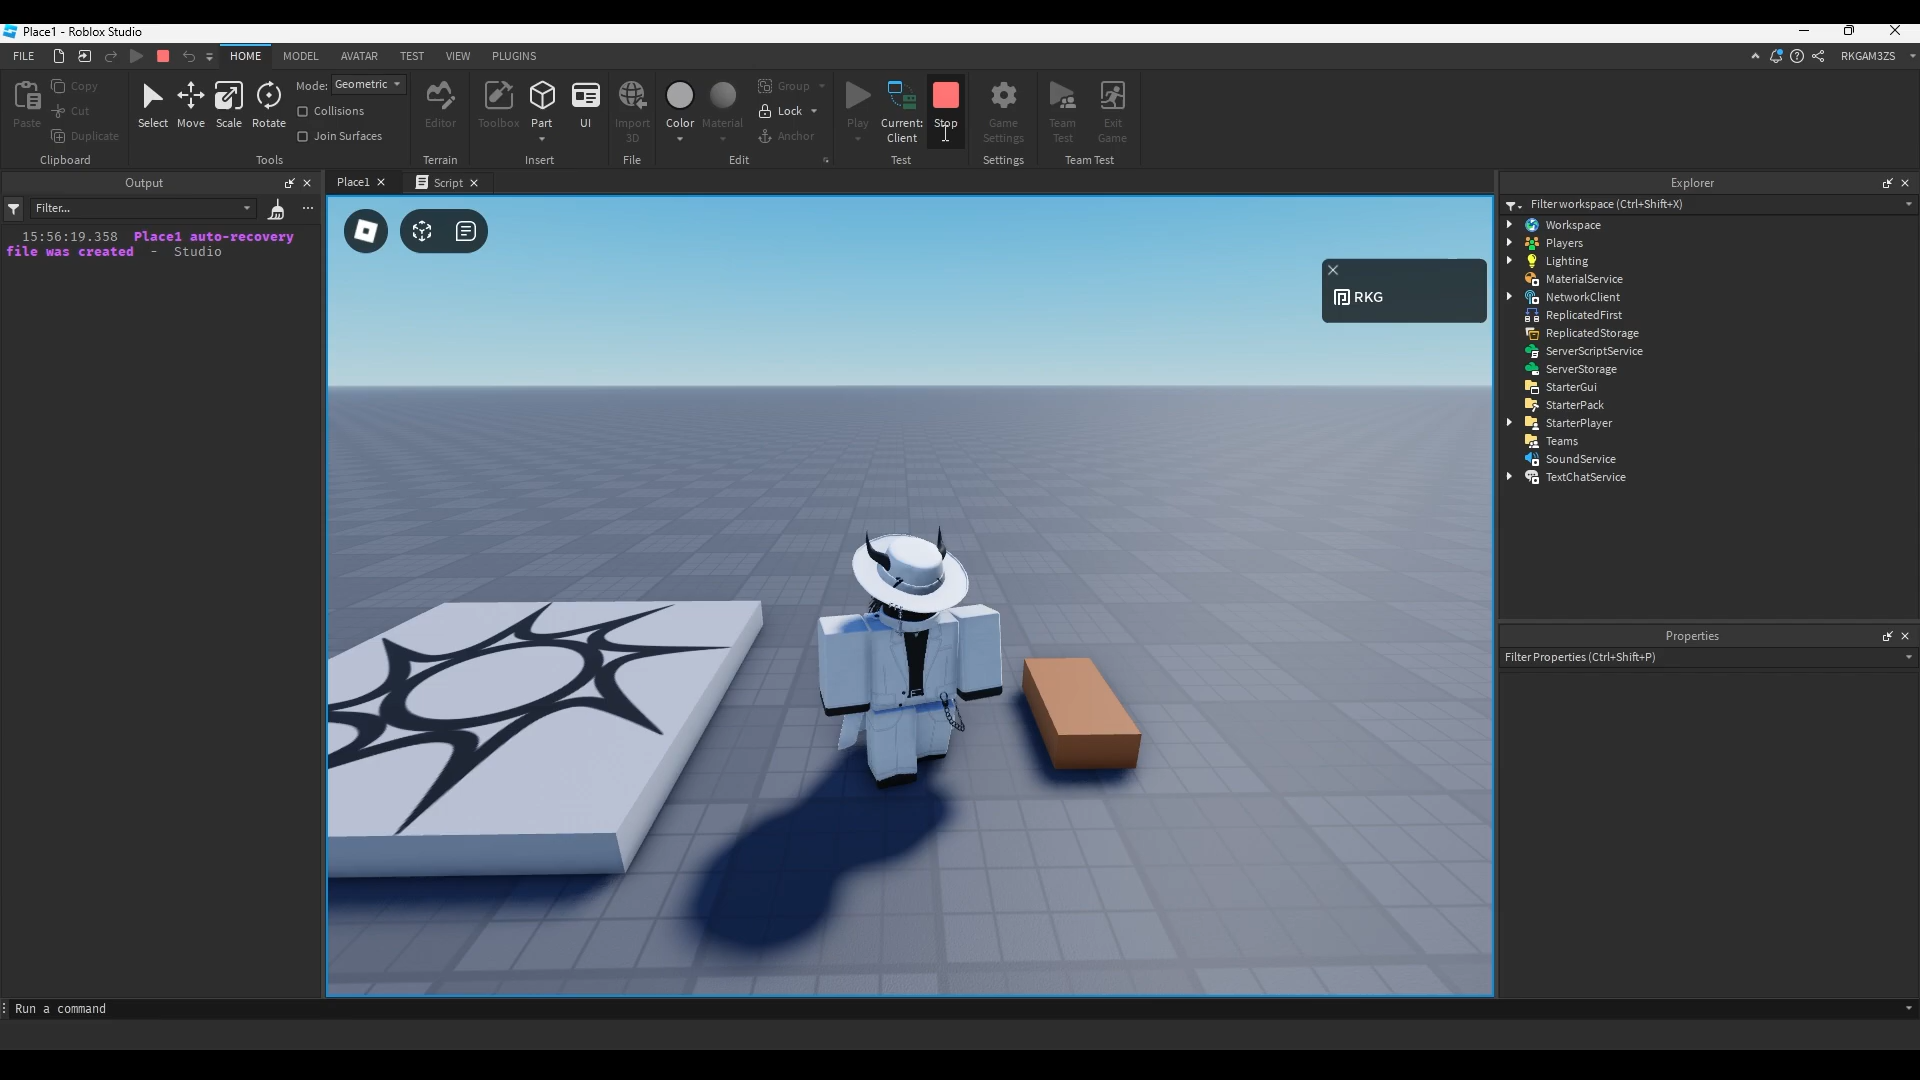 Place1 - Roblox Studio
FILE HOME MODEL AVATAR TEST VIEW PLUGINS RKGAM3ZS
Paste Copy Cut Duplicate
Clipboard
Select Move Scale Rotate
Mode: Geometric
Collisions
Join Surfaces
Tools
Editor
Terrain
Toolbox Part UI
Insert
Import
3D
File
Color Material
Group
Lock
Anchor
Edit
Play
Current:
Client
Stop
Test
Game
Settings
Settings
Team
Test
Exit
Game
Team Test
Output
Filter...
15:56:19.358 Place1 auto-recovery
file was created - Studio
Place1
Script
RKG
Explorer
Filter workspace (Ctrl+Shift+X)
Workspace
Players
Lighting
MaterialService
NetworkClient
ReplicatedFirst
ReplicatedStorage
ServerScriptService
ServerStorage
StarterGui
StarterPack
StarterPlayer
Teams
SoundService
TextChatService
Properties
Filter Properties (Ctrl+Shift+P)
Run a command